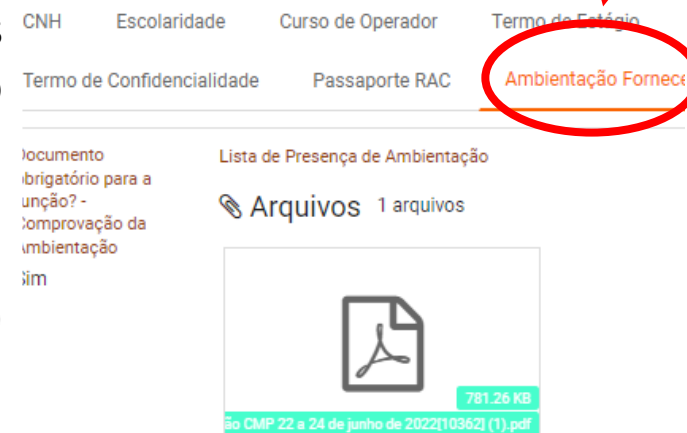 CNH Escolaridade Curso de Operador Termo de Estágio
Termo de Confidencialidade Passaporte RAC Ambientação Fornece
Documento
obrigatório para a
função? -
Comprovação da
Ambientação
Sim
Lista de Presença de Ambientação
Arquivos 1 arquivos
781.26 KB
ão CMP 22 a 24 de junho de 2022[10362] (1).pdf